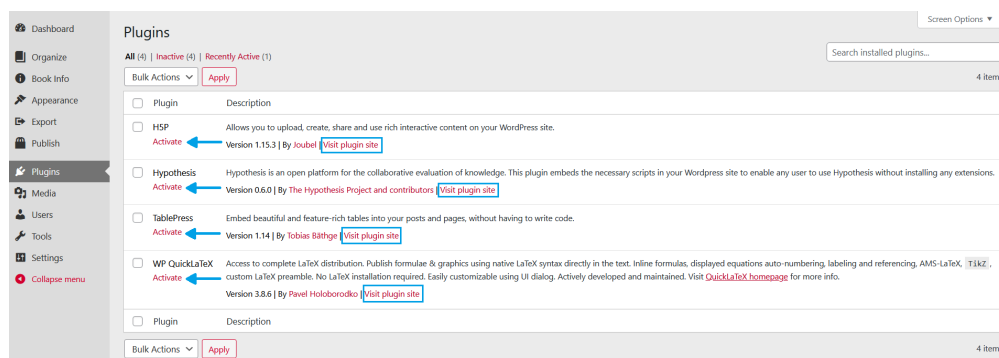 Screen Options ▼
Dashboard
Organize
Book Info
Appearance
Export
Publish
Plugins
Media
Users
Tools
Settings
Collapse menu
Plugins
All (4) | Inactive (4) | Recently Active (1)
Search installed plugins...
Bulk Actions
Apply
4 item
Plugin Description
H5P Allows you to upload, create, share and use rich interactive content on your WordPress site.
Activate Version 1.15.3 | By Joubel | Visit plugin site
Hypothesis Hypothesis is an open platform for the collaborative evaluation of knowledge. This plugin embeds the necessary scripts in your Wordpress site to enable any user to use Hypothesis without installing any extensions.
Activate Version 0.6.0 | By The Hypothesis Project and contributors | Visit plugin site
TablePress Embed beautiful and feature-rich tables into your posts and pages, without having to write code.
Activate Version 1.14 | By Tobias Bäthge | Visit plugin site
WP QuickLaTeX Access to complete LaTeX distribution. Publish formulae & graphics using native LaTeX syntax directly in the text. Inline formulas, displayed equations auto-numbering, labeling and referencing, AMS-LaTeX, TikZ ,
Activate custom LaTeX preamble. No LaTeX installation required. Easily customizable using UI dialog. Actively developed and maintained. Visit QuickLaTeX homepage for more info.
Version 3.8.6 | By Pavel Holoborodko | Visit plugin site
Plugin Description
Bulk Actions
Apply
4 item